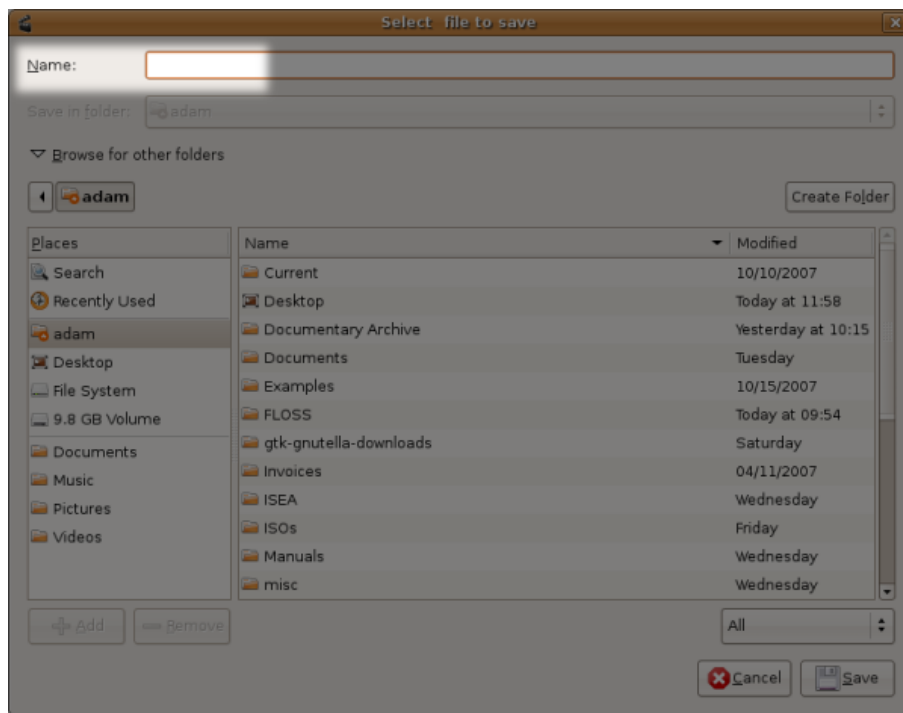 Select file to save
Name:
Save in folder: adam
Browse for other folders
adam
Create Folder
Places
Search
Recently Used
adam
Desktop
File System
9.8 GB Volume
Documents
Music
Pictures
Videos
Name Modified
Current 10/10/2007
Desktop Today at 11:58
Documentary Archive Yesterday at 10:15
Documents Tuesday
Examples 10/15/2007
FLOSS Today at 09:54
gtk-gnutella-downloads Saturday
Invoices 04/11/2007
ISEA Wednesday
ISOs Friday
Manuals Wednesday
misc Wednesday
Add Remove
All
Cancel Save